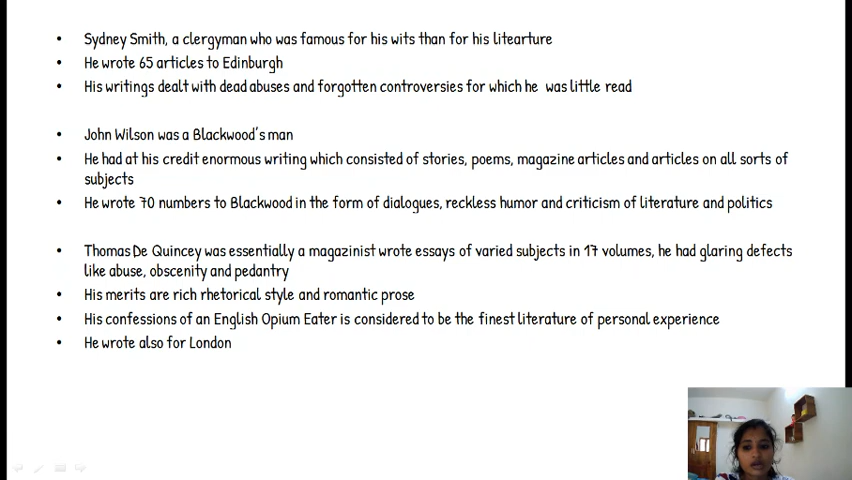 • Sydney Smith, a clergyman who was famous for his wits than for his litearture
• He wrote 65 articles to Edinburgh
• His writings dealt with dead abuses and forgotten controversies for which he was little read
• John Wilson was a Blackwood's man
• He had at his credit enormous writing which consisted of stories, poems, magazine articles and articles on all sorts of
subjects
• He wrote 70 numbers to Blackwood in the form of dialogues, reckless humor and criticism of literature and politics
• Thomas De Quincey was essentially a magazinist wrote essays of varied subjects in 17 volumes, he had glaring defects
like abuse, obscenity and pedantry
• His merits are rich rhetorical style and romantic prose
• His confessions of an English Opium Eater is considered to be the finest literature of personal experience
• He wrote also for London